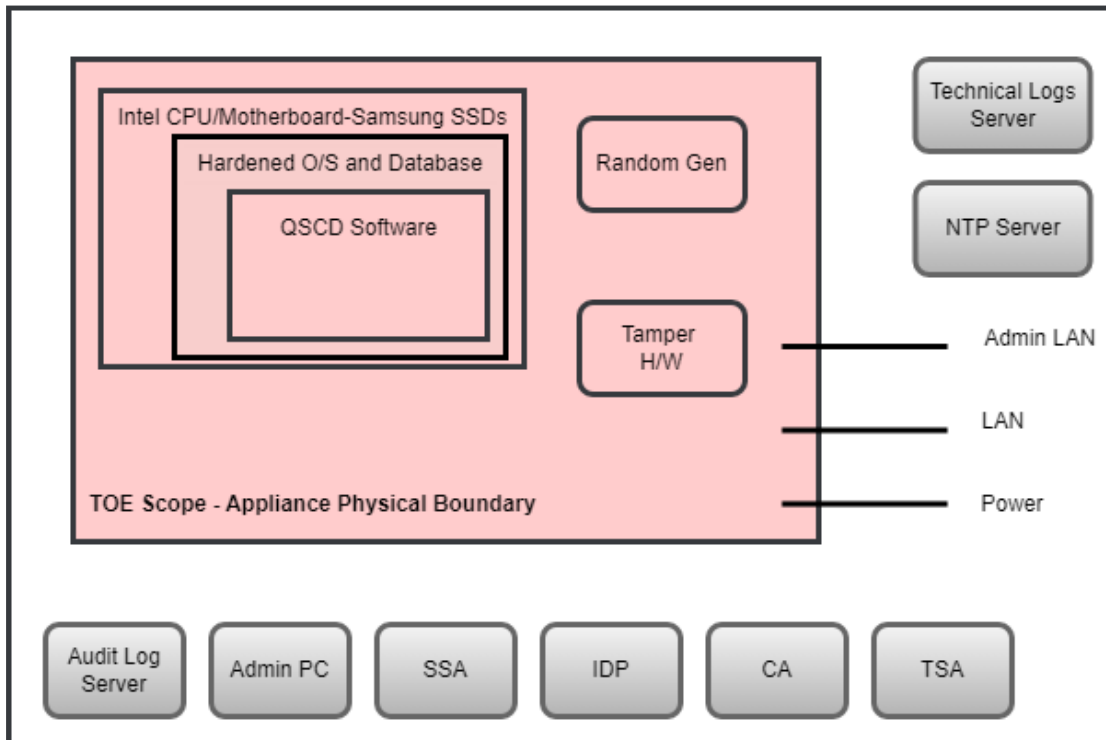 Intel CPU/Motherboard-Samsung SSDs
Hardened O/S and Database
QSCD Software
Random Gen
Tamper
H/W
TOE Scope - Appliance Physical Boundary
Technical Logs
Server
NTP Server
Admin LAN
LAN
Power
Audit Log
Server
Admin PC
SSA
IDP
CA
TSA